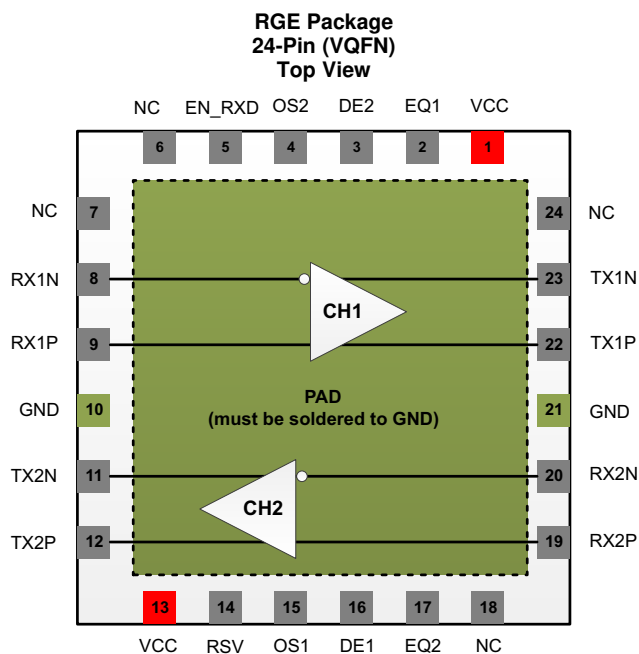 RGE Package
24-Pin (VQFN)
Top View
NC EN_RXD OS2 DE2 EQ1 VCC
6 5 4 3 2 1
NC 7 24 NC
RX1N 8 23 TX1N
CH1
RX1P 9 22 TX1P
PAD
GND 10 21 GND
(must be soldered to GND)
TX2N 11 20 RX2N
CH2
TX2P 12 19 RX2P
13 14 15 16 17 18
VCC RSV OS1 DE1 EQ2 NC